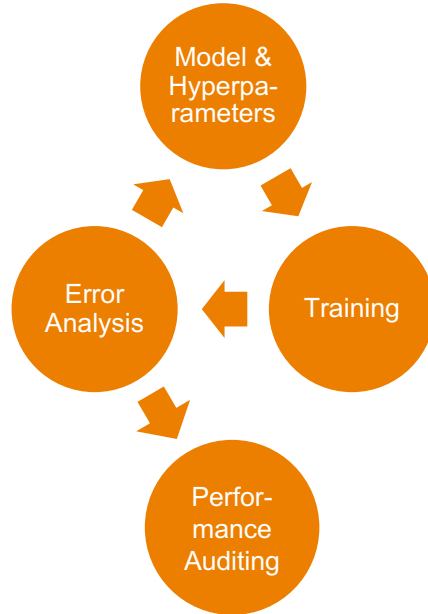 Model &
Hyperpa-
rameters
Error
Analysis
Training
Perfor-
mance
Auditing